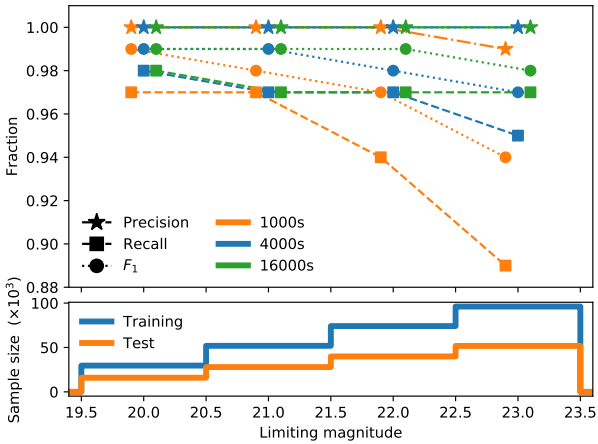 1.00
0.98
0.96
0.94
0.92
0.90
0.88
Fraction
Precision
Recall
F₁
1000s
4000s
16000s
100
50
0
Sample size (×10³)
Training
Test
19.5 20.0 20.5 21.0 21.5 22.0 22.5 23.0 23.5
Limiting magnitude